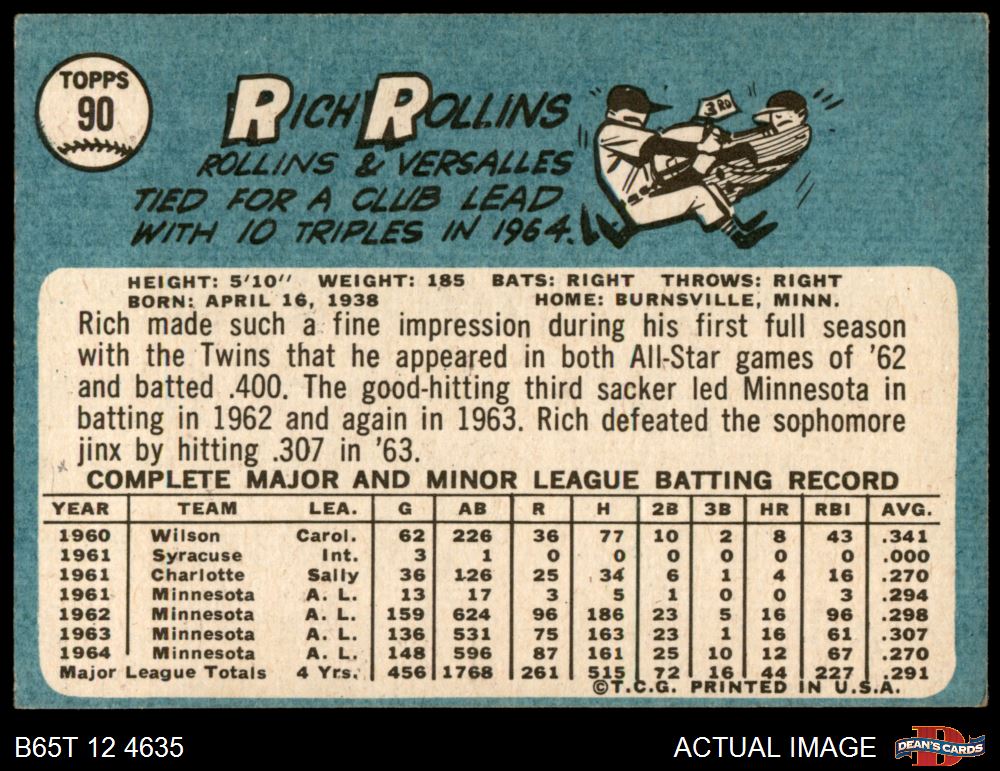 TOPPS
90
RICH ROLLINS
ROLLINS & VERSALLES
TIED FOR A CLUB LEAD
WITH 10 TRIPLES IN 1964.
3RD
HEIGHT: 5'10" WEIGHT: 185 BATS: RIGHT THROWS: RIGHT
BORN: APRIL 16, 1938 HOME: BURNSVILLE, MINN.
Rich made such a fine impression during his first full season
with the Twins that he appeared in both All-Star games of '62
and batted .400. The good-hitting third sacker led Minnesota in
batting in 1962 and again in 1963. Rich defeated the sophomore
jinx by hitting .307 in '63.
COMPLETE MAJOR AND MINOR LEAGUE BATTING RECORD
YEAR TEAM LEA. G AB R H 2B 3B HR RBI AVG.
1960 Wilson Carol. 62 226 36 77 10 2 8 43 .341
1961 Syracuse Int. 3 1 0 0 0 0 0 0 .000
1961 Charlotte Sally 36 126 25 34 6 1 4 16 .270
1961 Minnesota A. L. 13 17 3 5 1 0 0 3 .294
1962 Minnesota A. L. 159 624 96 186 23 5 16 96 .298
1963 Minnesota A. L. 136 531 75 163 23 1 16 61 .307
1964 Minnesota A. L. 148 596 87 161 25 10 12 67 .270
Major League Totals 4 Yrs. 456 1768 261 515 72 16 44 227 .291
©T.C.G. PRINTED IN U.S.A.
B65T 12 4635
ACTUAL IMAGE
DEAN'S CARDS